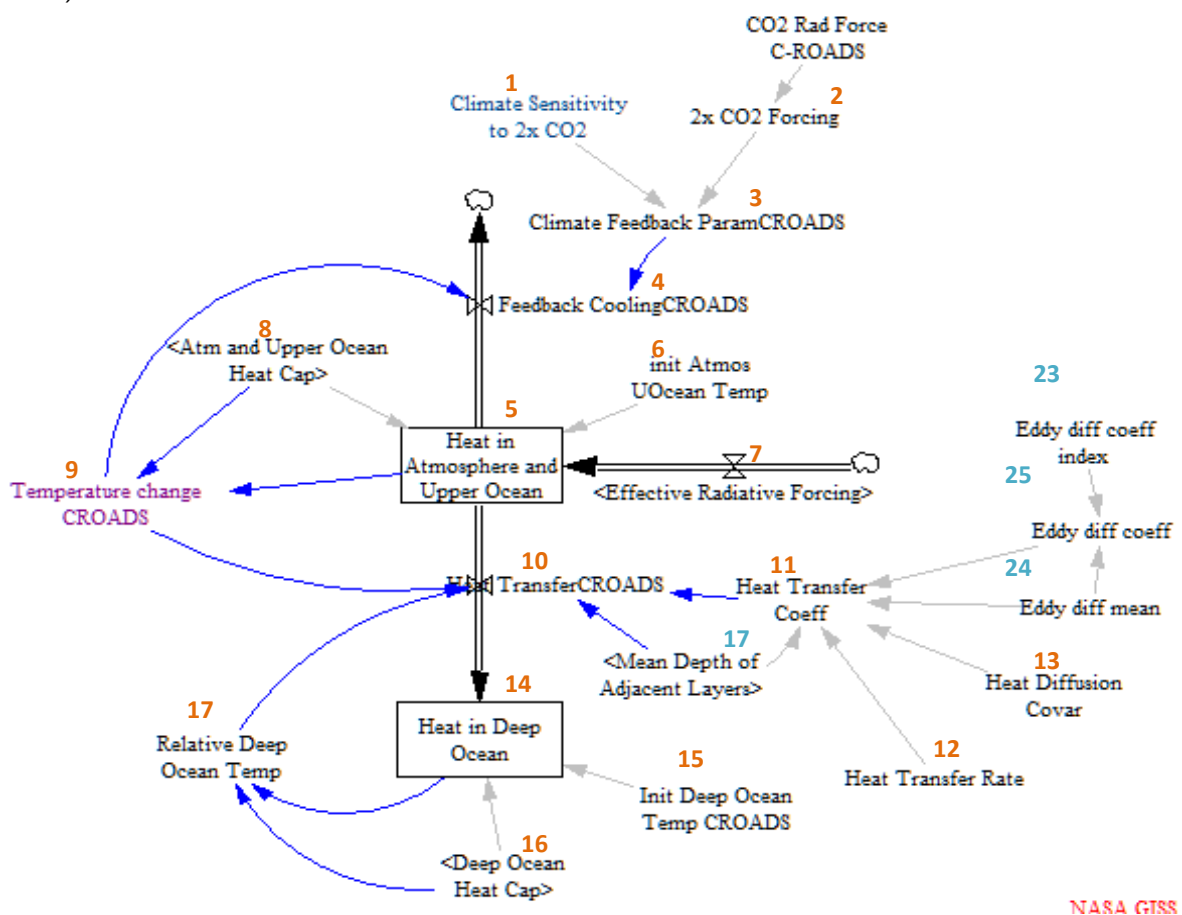 CO2 Rad Force
C-ROADS
1
Climate Sensitivity
to 2x CO2
2
2x CO2 Forcing
3
Climate Feedback ParamCROADS
4
Feedback CoolingCROADS
8
<Atm and Upper Ocean
Heat Cap>
6
init Atmos
UOcean Temp
23
5
Heat in
Atmosphere and
Upper Ocean
7
<Effective Radiative Forcing>
Eddy diff coeff
index
9
Temperature change
CROADS
25
Eddy diff coeff
10
Heat TransferCROADS
11
Heat Transfer
Coeff
24
Eddy diff mean
17
<Mean Depth of
Adjacent Layers>
13
Heat Diffusion
Covar
14
Heat in Deep
Ocean
17
Relative Deep
Ocean Temp
12
Heat Transfer Rate
15
Init Deep Ocean
Temp CROADS
16
<Deep Ocean
Heat Cap>
NASA GISS